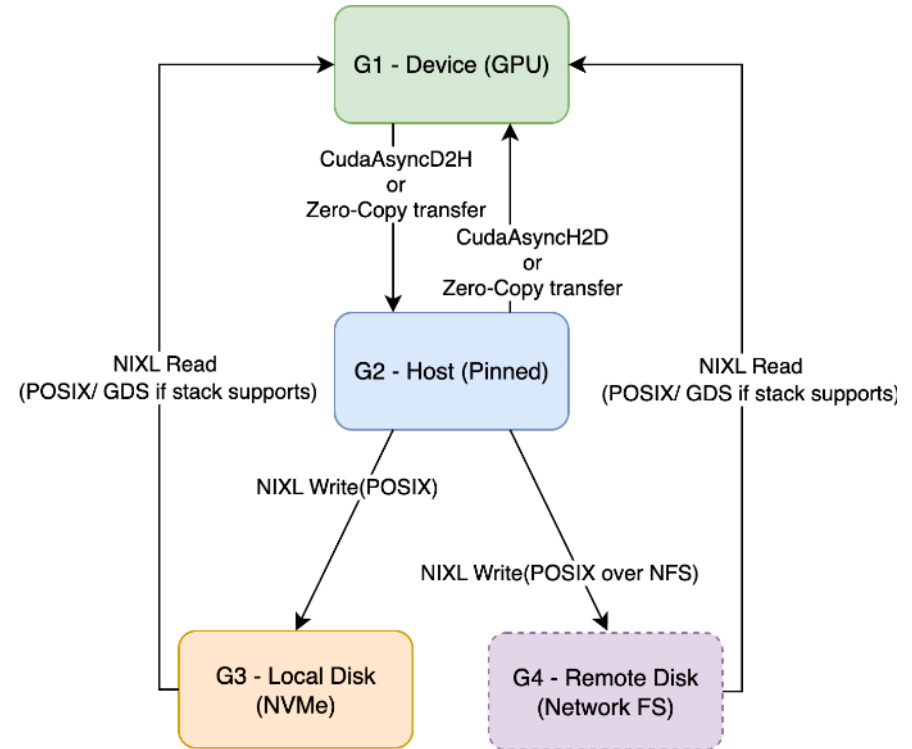 G1 - Device (GPU)
CudaAsyncD2H
or
Zero-Copy transfer
CudaAsyncH2D
or
Zero-Copy transfer
G2 - Host (Pinned)
NIXL Read
(POSIX/ GDS if stack supports)
NIXL Read
(POSIX/ GDS if stack supports)
NIXL Write(POSIX)
NIXL Write(POSIX over NFS)
G3 - Local Disk
(NVMe)
G4 - Remote Disk
(Network FS)